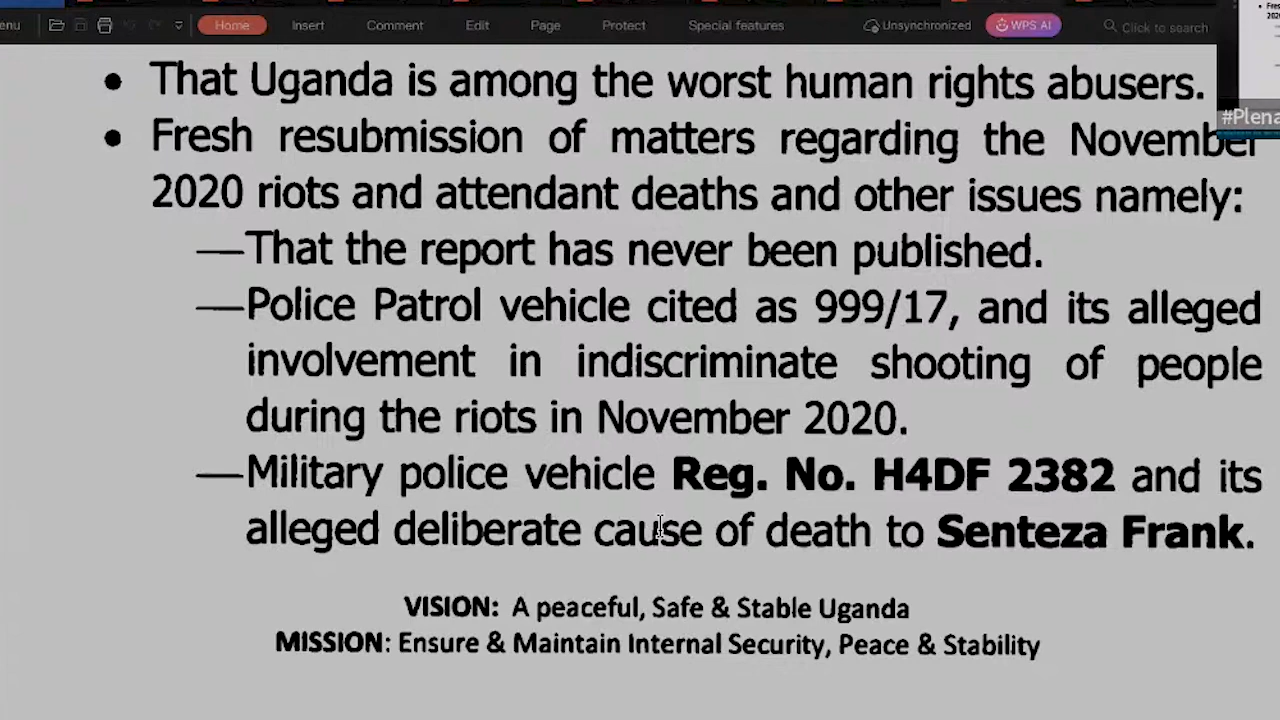 enu Home Insert Comment Edit Page Protect Special features Unsynchronized WPS AI Click to search
#Plena
• That Uganda is among the worst human rights abusers.
• Fresh resubmission of matters regarding the November
2020 riots and attendant deaths and other issues namely:
—That the report has never been published.
—Police Patrol vehicle cited as 999/17, and its alleged
involvement in indiscriminate shooting of people
during the riots in November 2020.
—Military police vehicle Reg. No. H4DF 2382 and its
alleged deliberate cause of death to Senteza Frank.
VISION: A peaceful, Safe & Stable Uganda
MISSION: Ensure & Maintain Internal Security, Peace & Stability